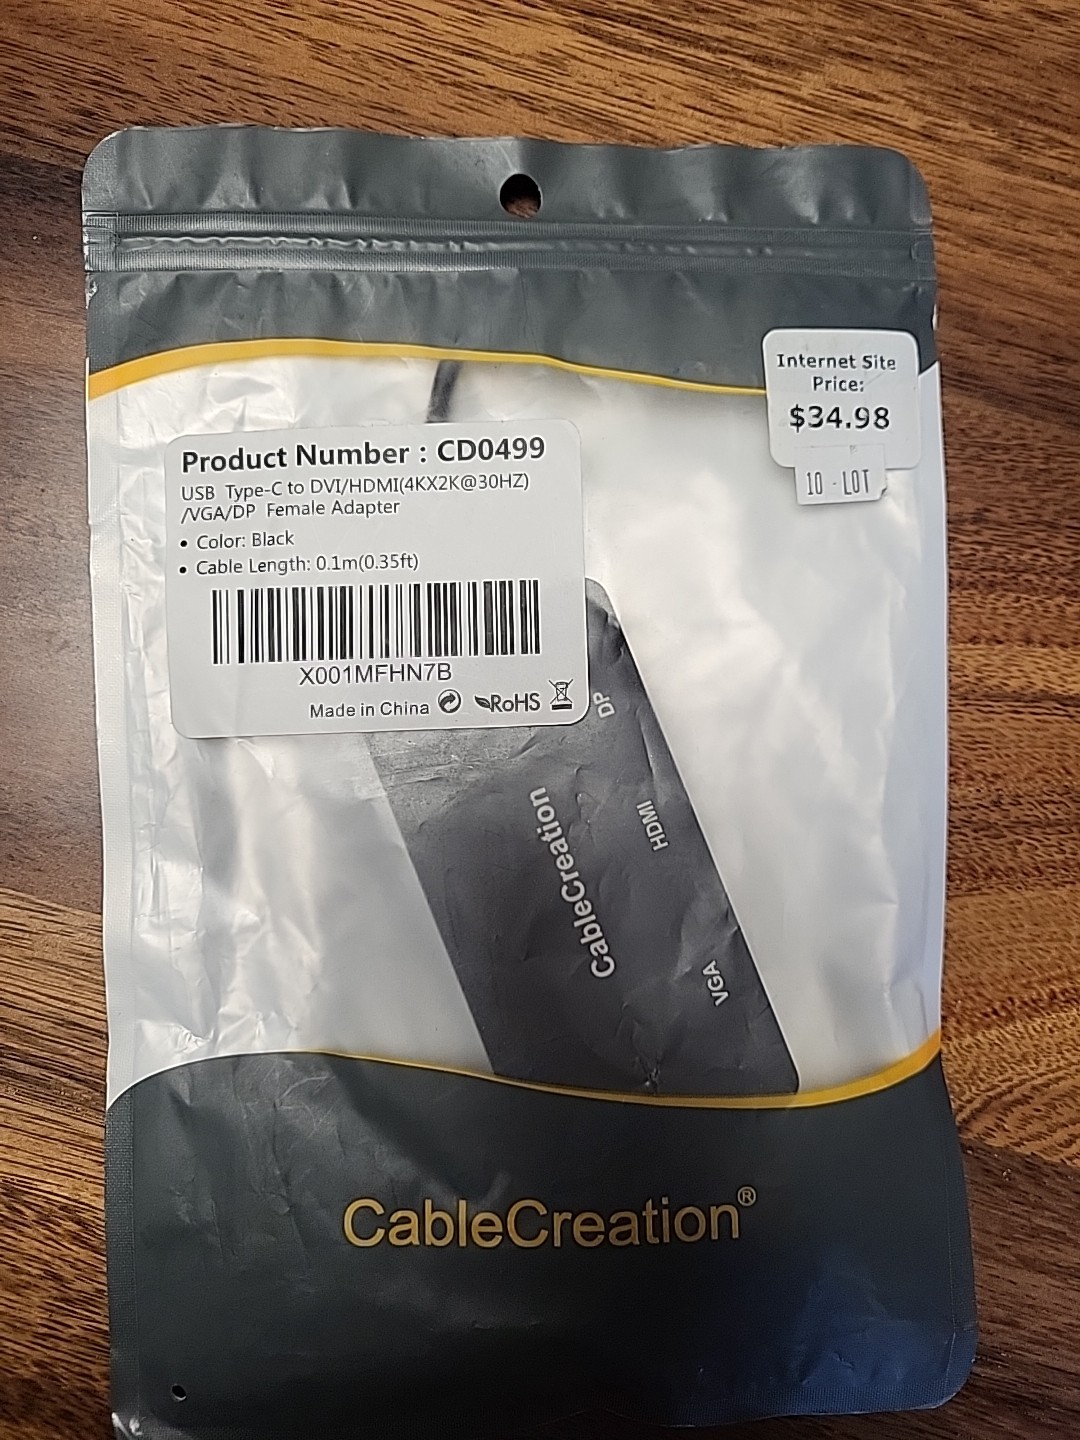 Internet Site
Price:
$34.98
10 - LOT
Product Number : CD0499
USB Type-C to DVI/HDMI(4KX2K@30HZ)
/VGA/DP Female Adapter
• Color: Black
• Cable Length: 0.1m(0.35ft)
X001MFHN7B
Made in China
RoHS
DP
HDMI
VGA
CableCreation
CableCreation®